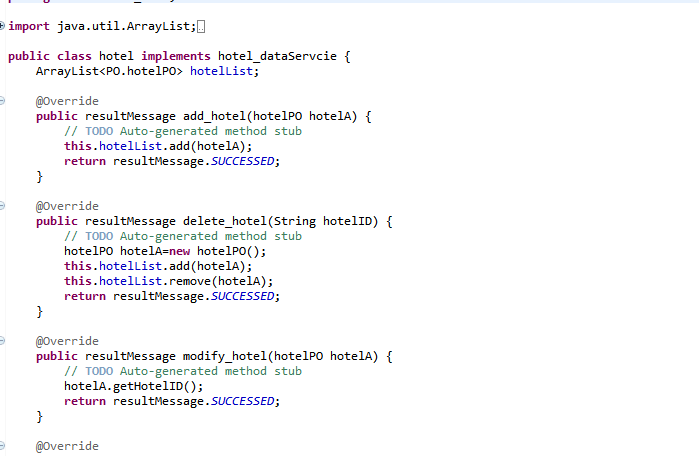 import java.util.ArrayList;
public class hotel implements hotel_dataServcie {
ArrayList<PO.hotelPO> hotelList;
@Override
public resultMessage add_hotel(hotelPO hotelA) {
// TODO Auto-generated method stub
this.hotelList.add(hotelA);
return resultMessage.SUCCESSED;
}
@Override
public resultMessage delete_hotel(String hotelID) {
// TODO Auto-generated method stub
hotelPO hotelA=new hotelPO();
this.hotelList.add(hotelA);
this.hotelList.remove(hotelA);
return resultMessage.SUCCESSED;
}
@Override
public resultMessage modify_hotel(hotelPO hotelA) {
// TODO Auto-generated method stub
hotelA.getHotelID();
return resultMessage.SUCCESSED;
}
@Override